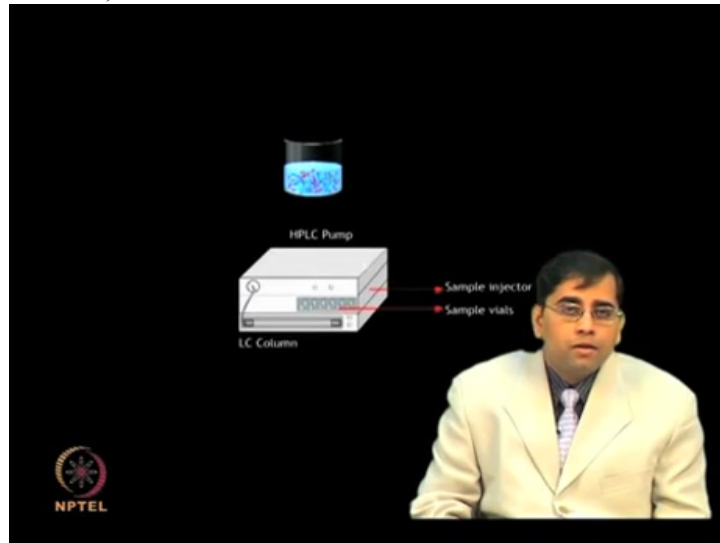 HPLC Pump
Sample injector
Sample vials
LC Column
NPTEL